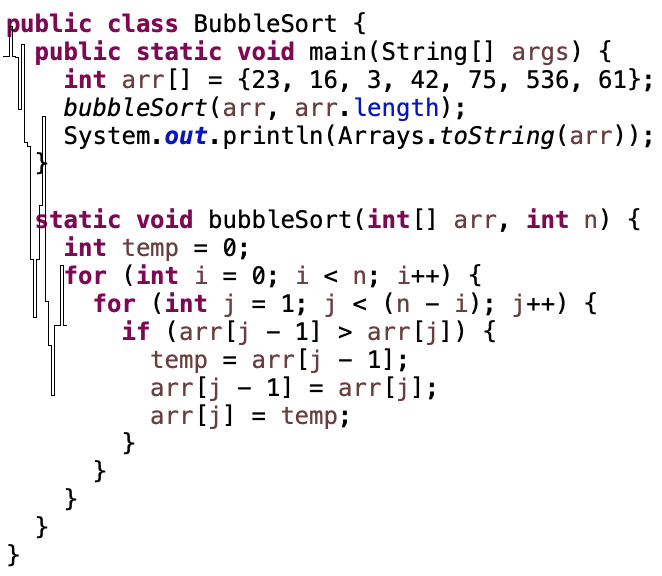 public class BubbleSort {
  public static void main(String[] args) {
    int arr[] = {23, 16, 3, 42, 75, 536, 61};
    bubbleSort(arr, arr.length);
    System.out.println(Arrays.toString(arr));
  }
  static void bubbleSort(int[] arr, int n) {
    int temp = 0;
    for (int i = 0; i < n; i++) {
      for (int j = 1; j < (n - i); j++) {
        if (arr[j - 1] > arr[j]) {
          temp = arr[j - 1];
          arr[j - 1] = arr[j];
          arr[j] = temp;
        }
      }
    }
  }
}